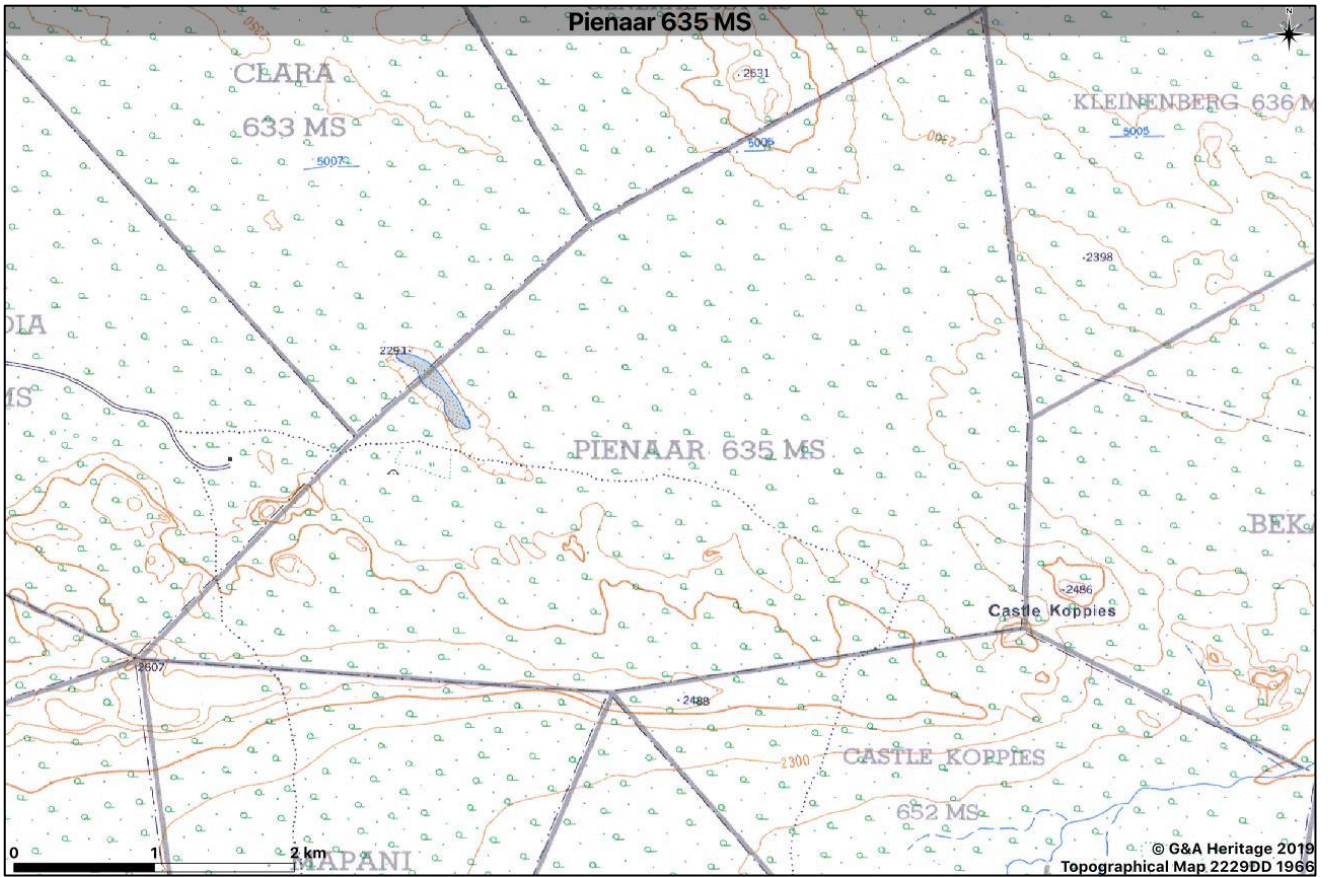 Pienaar 635 MS
N
2350
CLARA
633 MS
5007
2631
5005
2300
KLEINENBERG 636 M
5005
2398
DIA
MS
2291
PIENAAR 635 MS
BEK
2486
Castle Koppies
2607
2488
2300
CASTLE KOPPIES
652 MS
MAPANI
0 1 2 km
© G&A Heritage 2019
Topographical Map 2229DD 1966